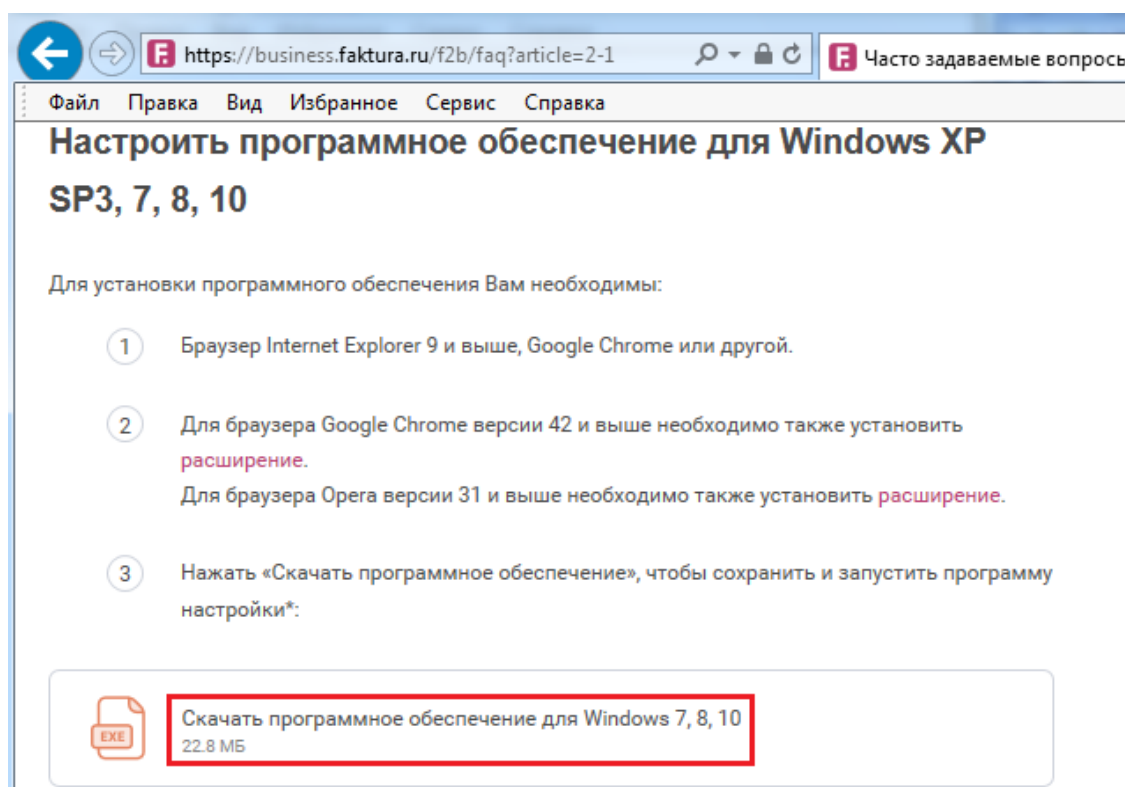 https://business.faktura.ru/f2b/faq?article=2-1
Часто задаваемые вопросы
Файл Правка Вид Избранное Сервис Справка
Настроить программное обеспечение для Windows XP
SP3, 7, 8, 10
Для установки программного обеспечения Вам необходимы:
1 Браузер Internet Explorer 9 и выше, Google Chrome или другой.
2 Для браузера Google Chrome версии 42 и выше необходимо также установить
расширение.
Для браузера Opera версии 31 и выше необходимо также установить расширение.
3 Нажать «Скачать программное обеспечение», чтобы сохранить и запустить программу
настройки*:
EXE
Скачать программное обеспечение для Windows 7, 8, 10
22.8 МБ